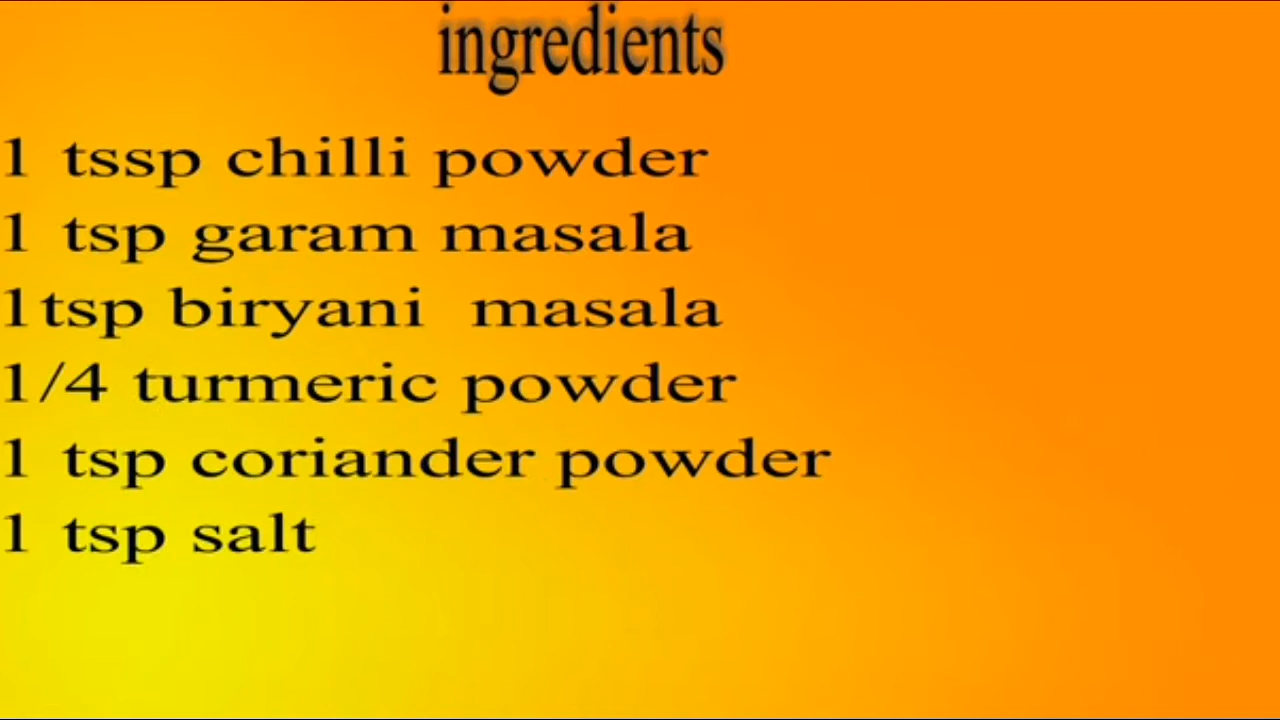 ingredients
1 tssp chilli powder
1 tsp garam masala
1tsp biryani masala
1/4 turmeric powder
1 tsp coriander powder
1 tsp salt